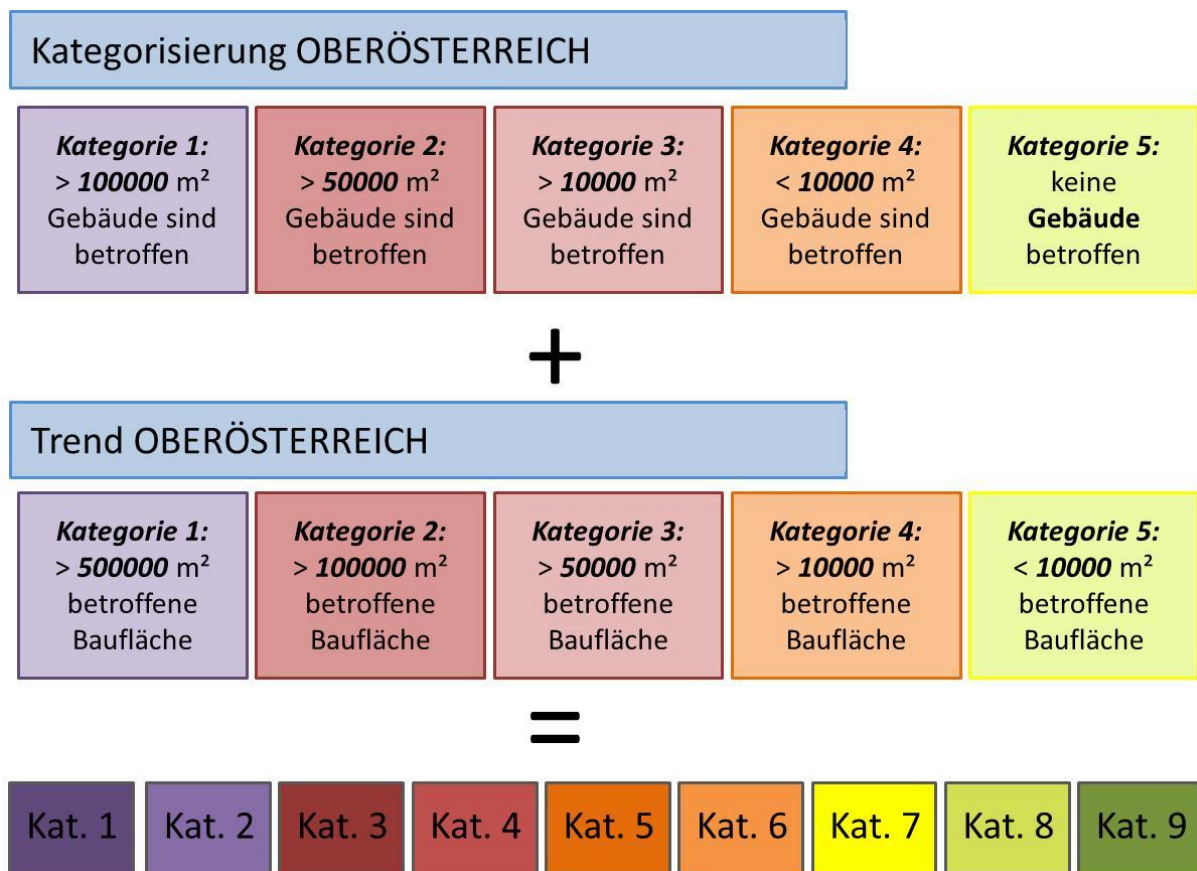 Kategorisierung OBERÖSTERREICH
Kategorie 1:
> 100000 m²
Gebäude sind
betroffen
Kategorie 2:
> 50000 m²
Gebäude sind
betroffen
Kategorie 3:
> 10000 m²
Gebäude sind
betroffen
Kategorie 4:
< 10000 m²
Gebäude sind
betroffen
Kategorie 5:
keine
Gebäude
betroffen
+
Trend OBERÖSTERREICH
Kategorie 1:
> 500000 m²
betroffene
Baufläche
Kategorie 2:
> 100000 m²
betroffene
Baufläche
Kategorie 3:
> 50000 m²
betroffene
Baufläche
Kategorie 4:
> 10000 m²
betroffene
Baufläche
Kategorie 5:
< 10000 m²
betroffene
Baufläche
=
Kat. 1
Kat. 2
Kat. 3
Kat. 4
Kat. 5
Kat. 6
Kat. 7
Kat. 8
Kat. 9